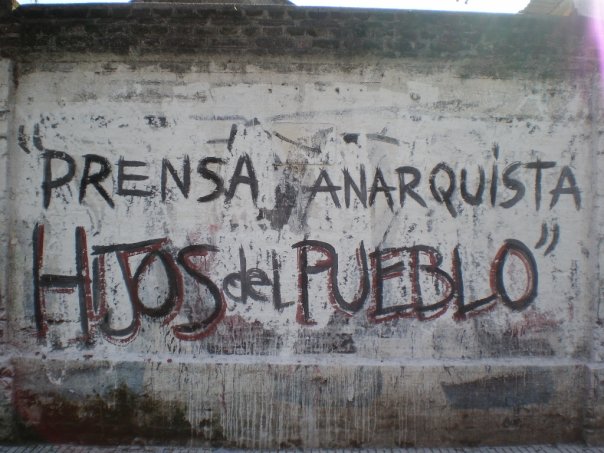 "PRENSA ANARQUISTA
HIJOS del PUEBLO"